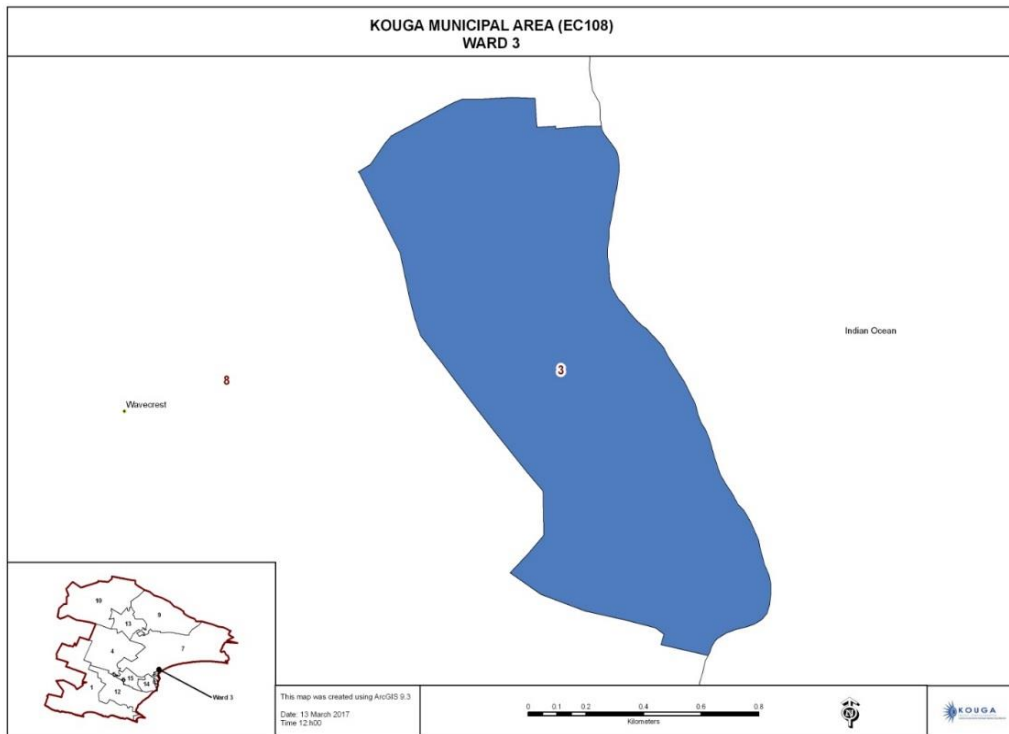 KOUGA MUNICIPAL AREA (EC108)
WARD 3
Indian Ocean
3
8
Wavecrest
10
9
13
4
7
15
14
1
12
Ward 3
This map was created using ArcGIS 9.3
Date: 13 March 2017
Time 12:h00
0 0.1 0.2 0.4 0.6 0.8
Kilometers
N
KOUGA